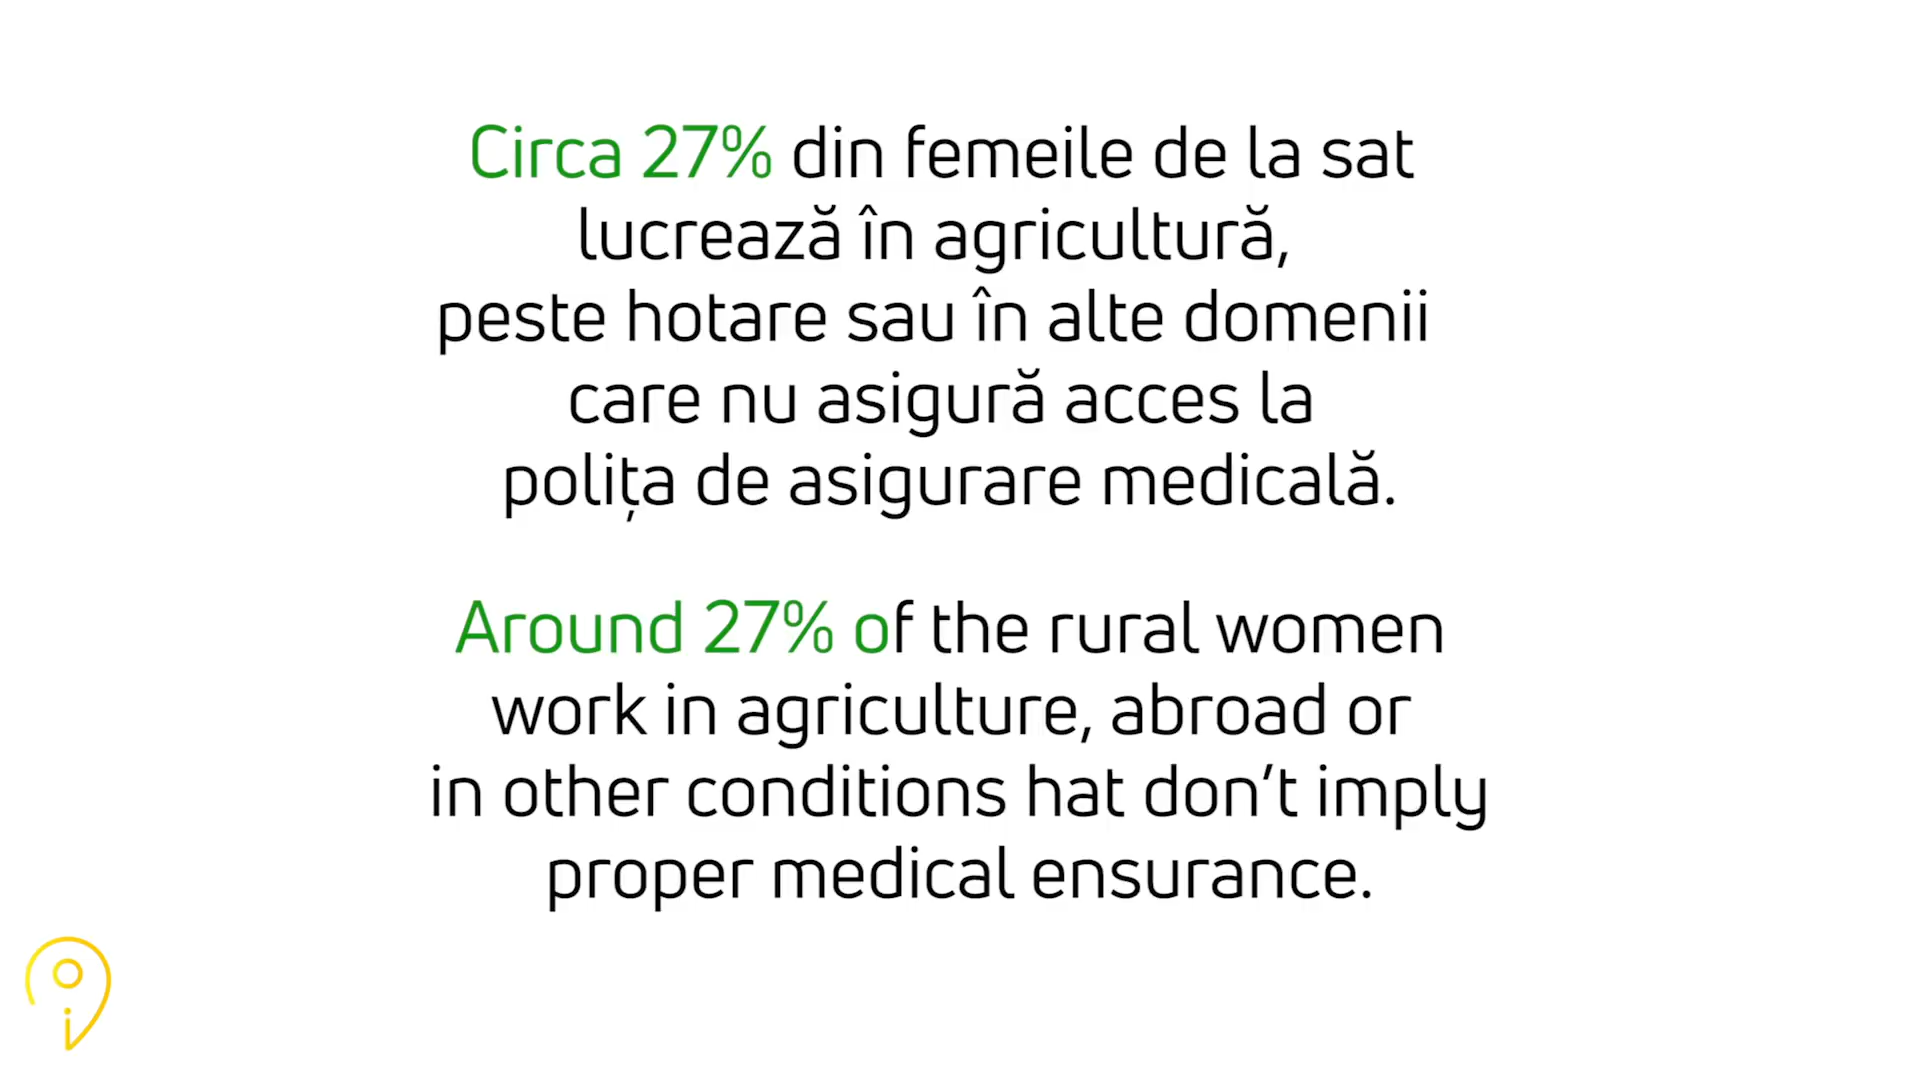 Circa 27% din femeile de la sat
lucrează în agricultură,
peste hotare sau în alte domenii
care nu asigură acces la
polița de asigurare medicală.
Around 27% of the rural women
work in agriculture, abroad or
in other conditions hat don’t imply
proper medical ensurance.